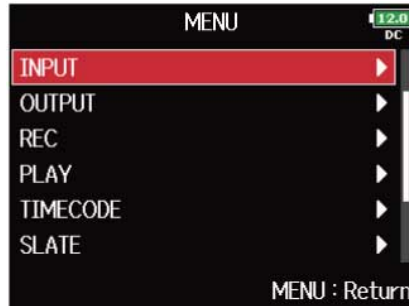 MENU
12.0
DC
INPUT
OUTPUT
REC
PLAY
TIMECODE
SLATE
MENU : Return